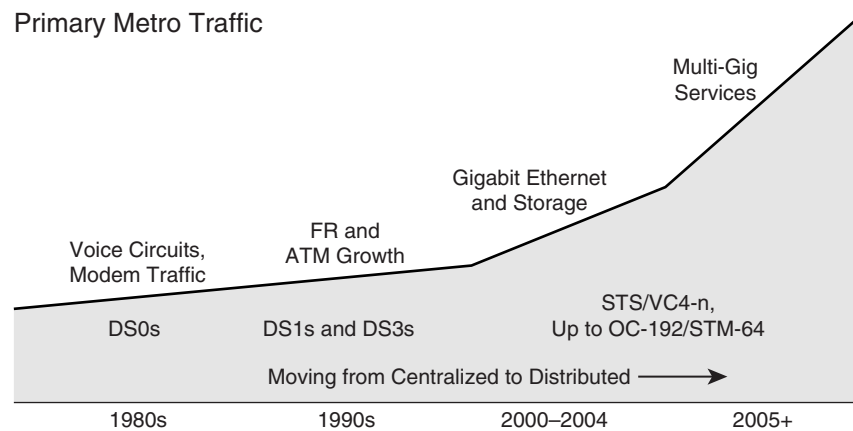 Primary Metro Traffic
Multi-Gig
Services
Gigabit Ethernet
and Storage
FR and
ATM Growth
Voice Circuits,
Modem Traffic
STS/VC4-n,
Up to OC-192/STM-64
DS0s
DS1s and DS3s
Moving from Centralized to Distributed
1980s
1990s
2000–2004
2005+